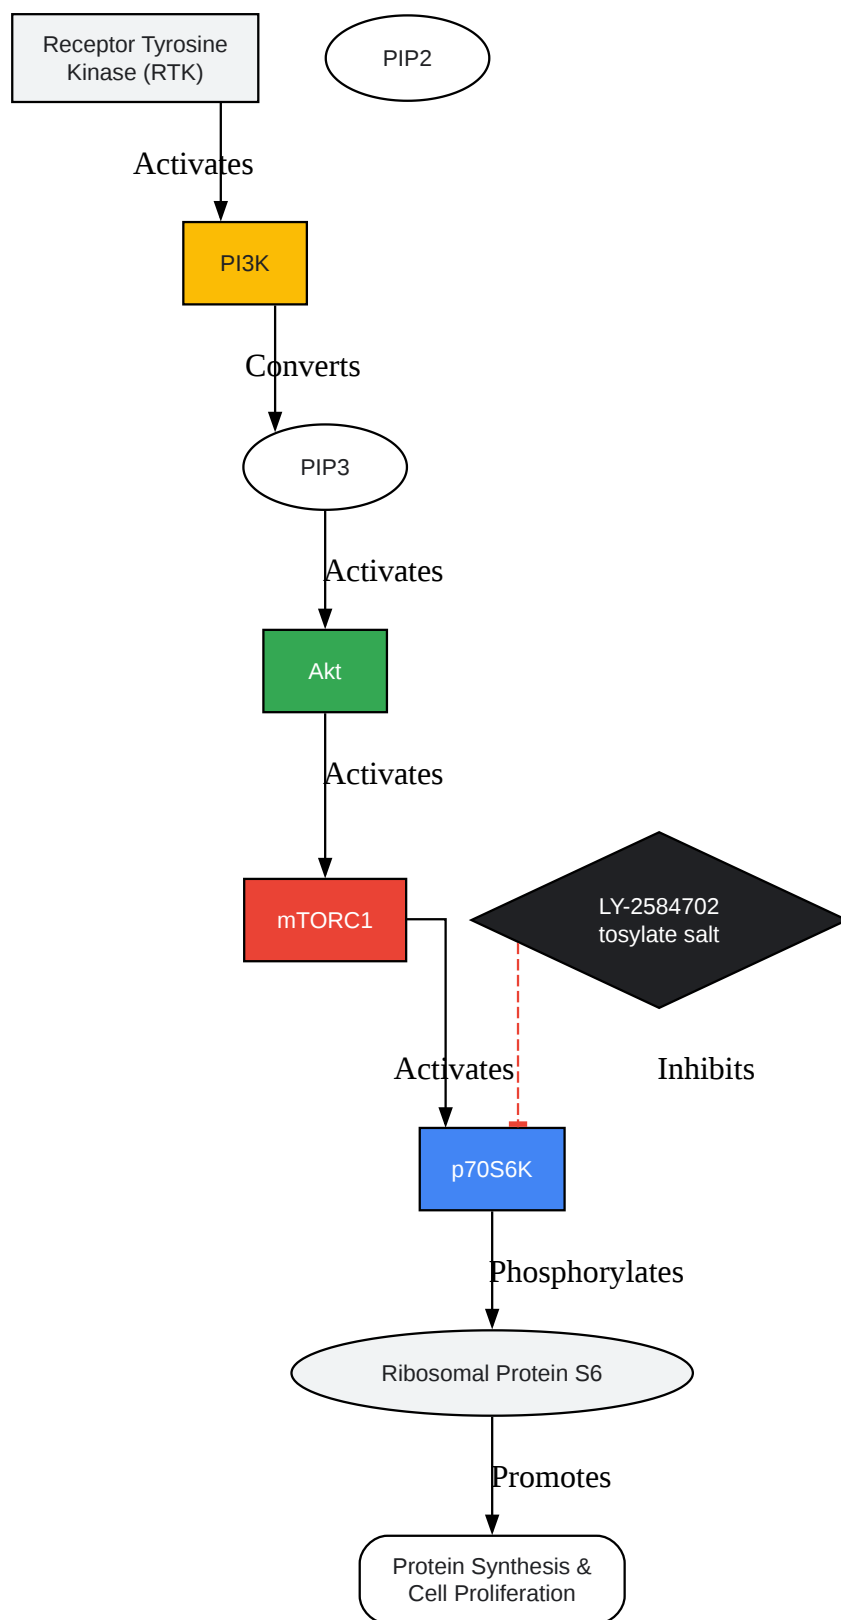 Receptor Tyrosine
Kinase (RTK)
PIP2
Activates
PI3K
Converts
PIP3
Activates
Akt
Activates
mTORC1
LY-2584702
tosylate salt
Activates
Inhibits
p70S6K
Phosphorylates
Ribosomal Protein S6
Promotes
Protein Synthesis &
Cell Proliferation